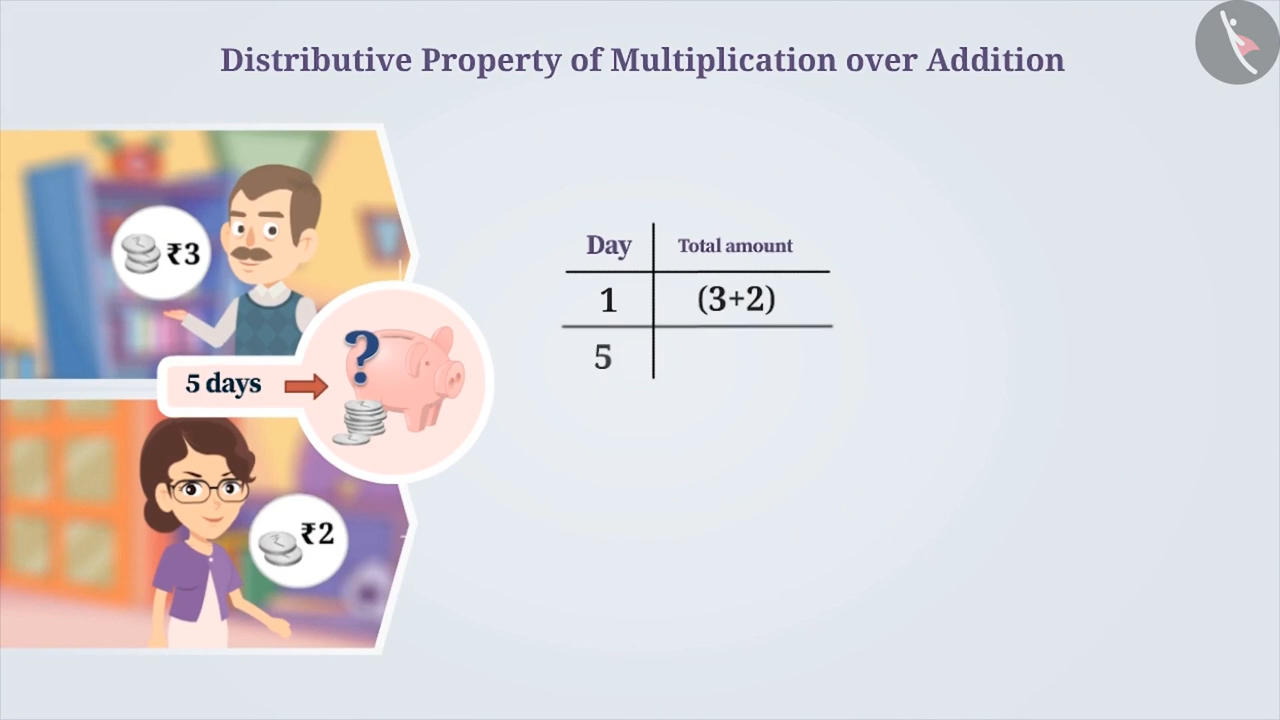 Distributive Property of Multiplication over Addition
₹3
5 days
?
₹2
Day Total amount
1 (3+2)
5